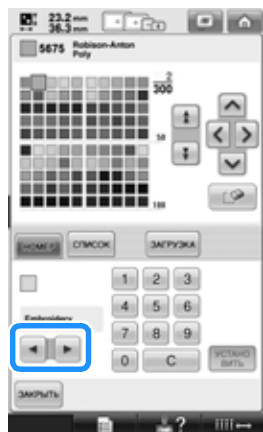 23.2 mm
36.3 mm
5675 Robison-Anton
Poly
2
300
50
100
НОМЕР СПИСОК ЗАГРУЗКА
1 2 3
Embroidery
4 5 6
7 8 9
0 C
УСТАНО
ВИТЬ
ЗАКРЫТЬ
?